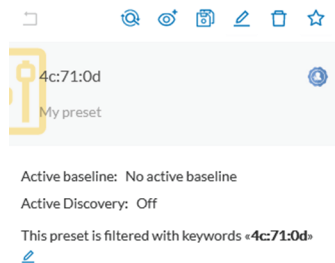 4c:71:0d
My preset
Active baseline: No active baseline
Active Discovery: Off
This preset is filtered with keywords «4c:71:0d»